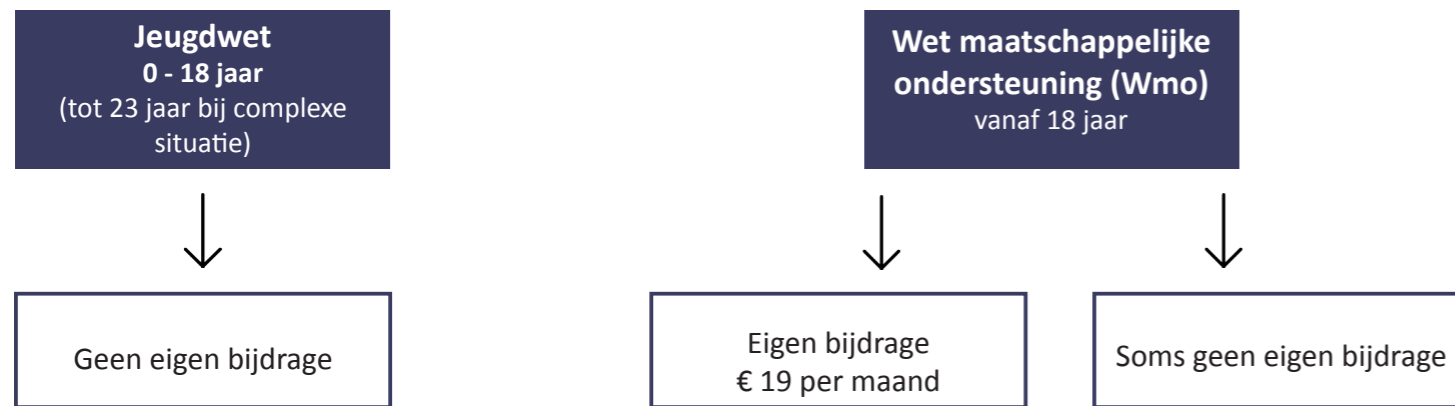 Jeugdwet
0 - 18 jaar
(tot 23 jaar bij complexe
situatie)
Wet maatschappelijke
ondersteuning (Wmo)
vanaf 18 jaar
Geen eigen bijdrage
Eigen bijdrage
€ 19 per maand
Soms geen eigen bijdrage